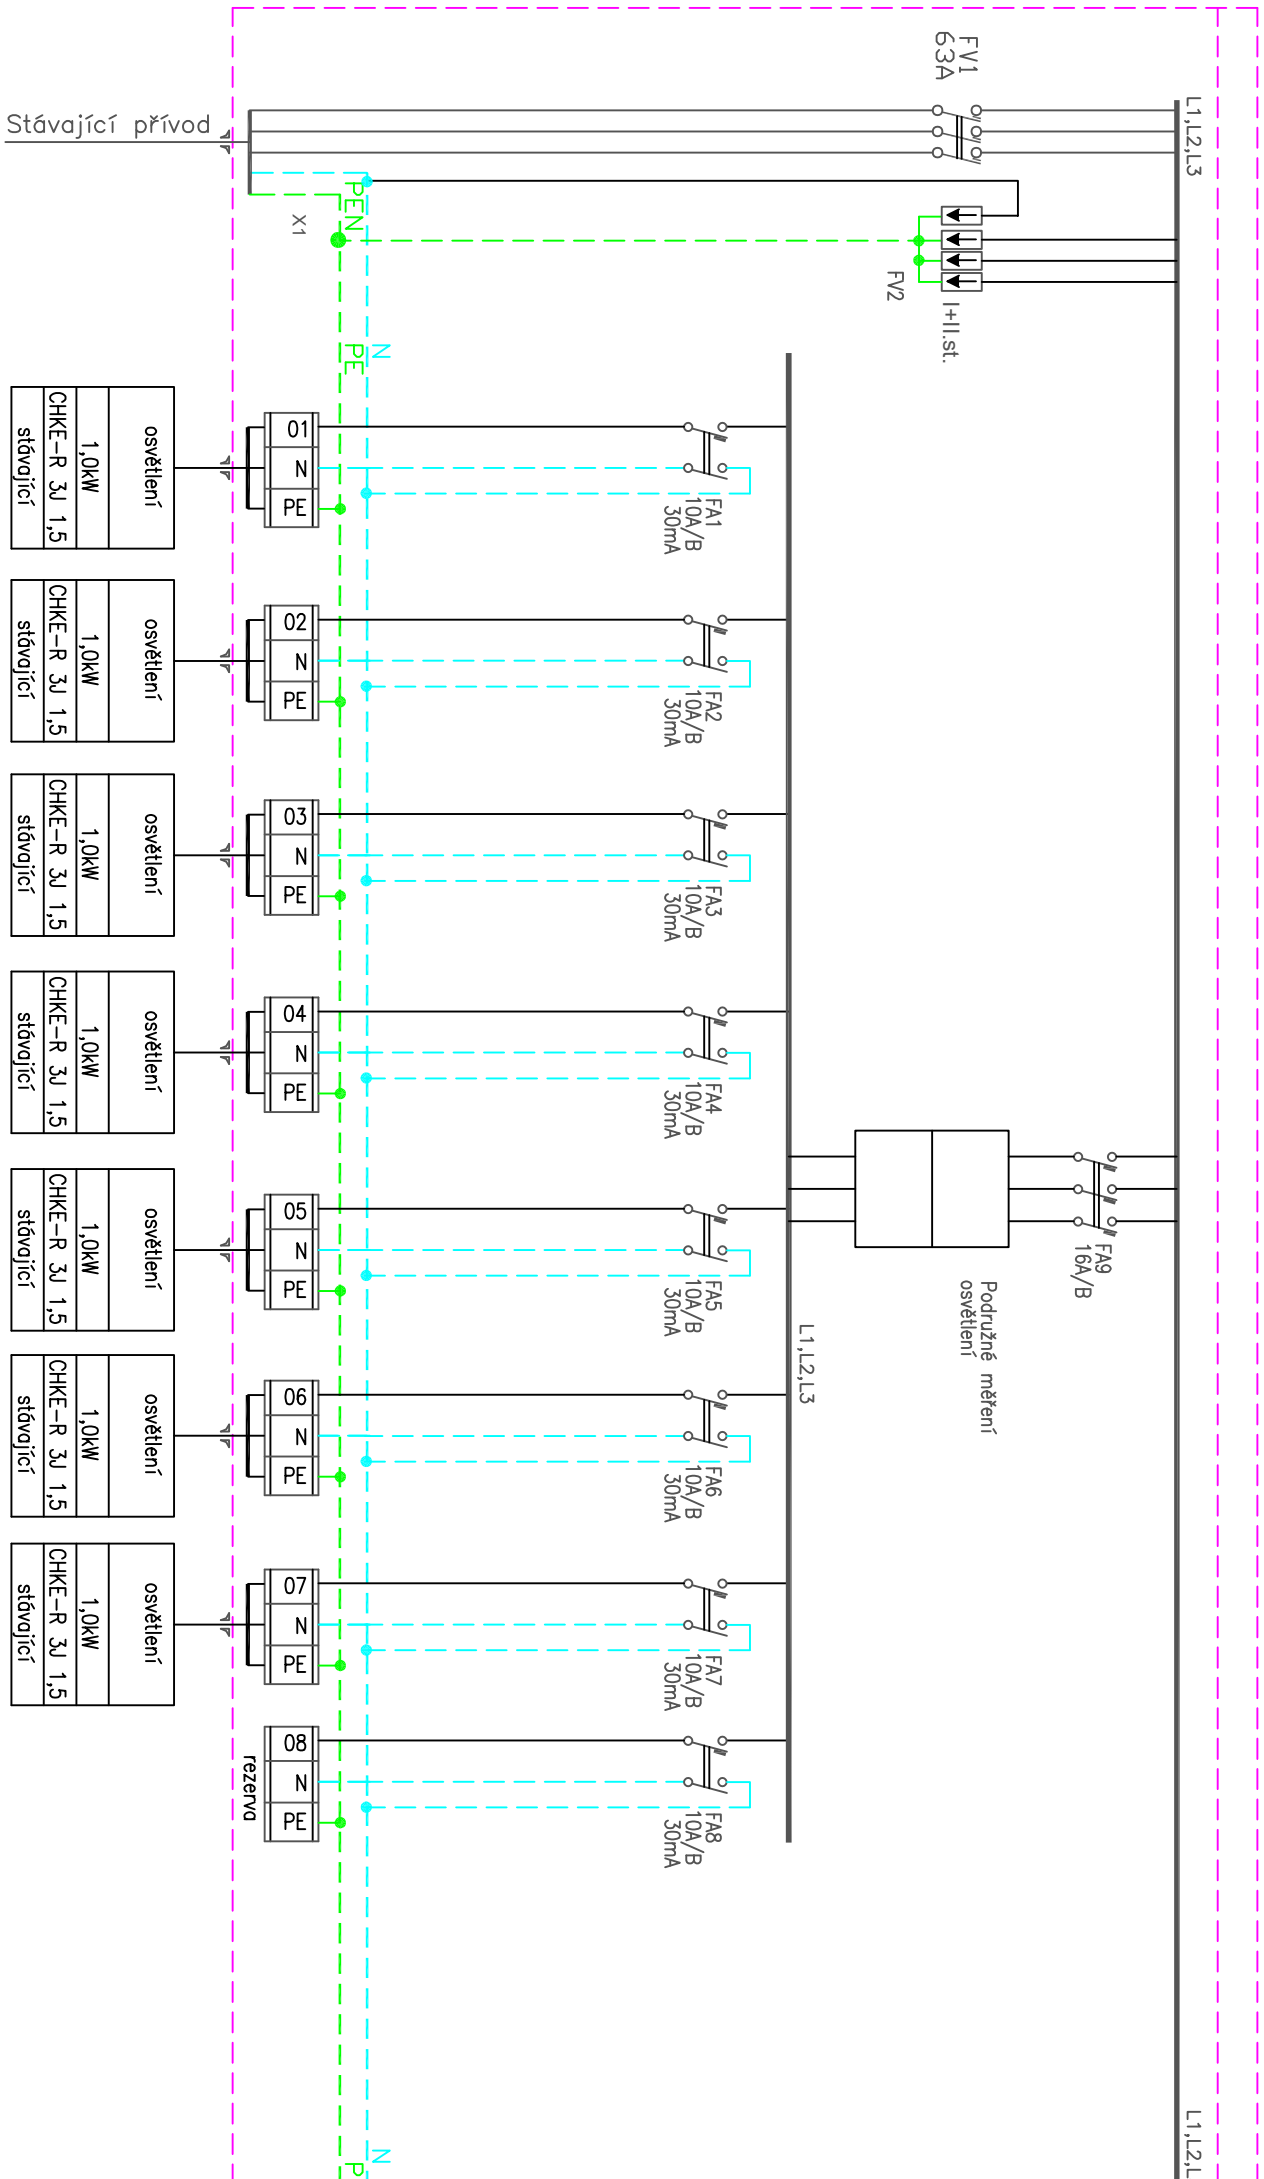 Stávající přívod
FV1
63A
L1,L2,L3
PEN
X1
FV2
I+II.st.
N
PE
01
N
PE
FA1
10A/B
30mA
osvětlení
1,0kW
CHKE-R 3J 1,5
stávající
02
N
PE
FA2
10A/B
30mA
osvětlení
1,0kW
CHKE-R 3J 1,5
stávající
03
N
PE
FA3
10A/B
30mA
osvětlení
1,0kW
CHKE-R 3J 1,5
stávající
04
N
PE
FA4
10A/B
30mA
osvětlení
1,0kW
CHKE-R 3J 1,5
stávající
FA9
16A/B
Podružné měření
osvětlení
L1,L2,L3
05
N
PE
FA5
10A/B
30mA
osvětlení
1,0kW
CHKE-R 3J 1,5
stávající
06
N
PE
FA6
10A/B
30mA
osvětlení
1,0kW
CHKE-R 3J 1,5
stávající
07
N
PE
FA7
10A/B
30mA
osvětlení
1,0kW
CHKE-R 3J 1,5
stávající
08
N
PE
FA8
10A/B
30mA
rezerva
L1,L2,L
N
P